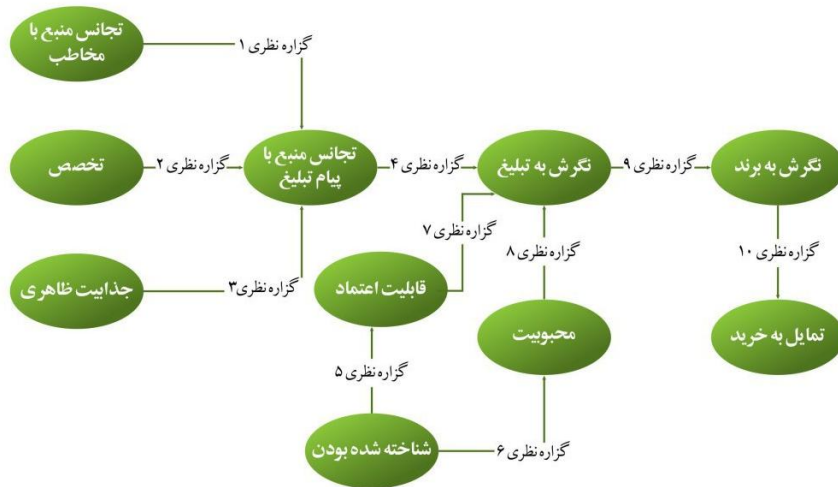 تجانس منبع با
مخاطب
گزاره نظری ۱
تخصص
گزاره نظری ۲
تجانس منبع با
پیام تبلیغ
گزاره نظری ۴
نگرش به تبلیغ
گزاره نظری ۹
نگرش به برند
گزاره نظری ۷
گزاره نظری ۸
گزاره نظری ۱۰
جذابیت ظاهری
گزاره نظری۳
قابلیت اعتماد
محبوبیت
تمایل به خرید
گزاره نظری ۵
شناخته شده بودن
گزاره نظری ۶